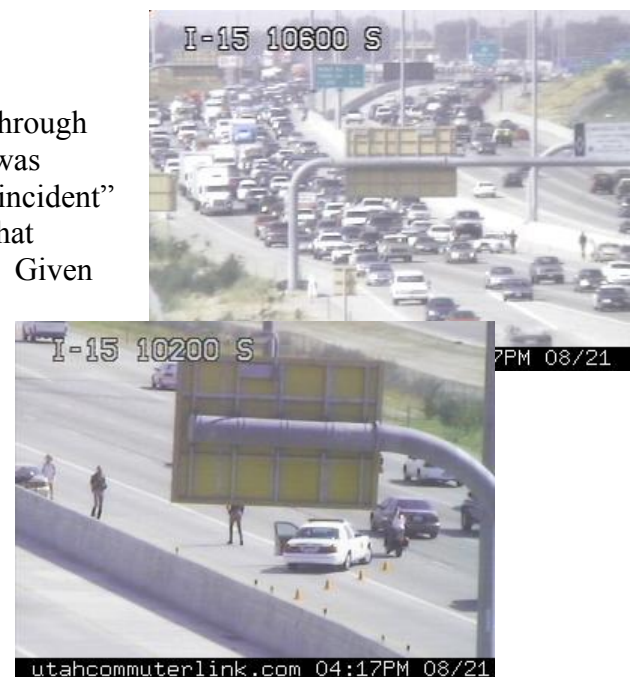 I-15 10600 S
hrough
was
incident”
hat
Given
7PM 08/21
I-15 10200 S
utahcommuterlink.com 04:17PM 08/21